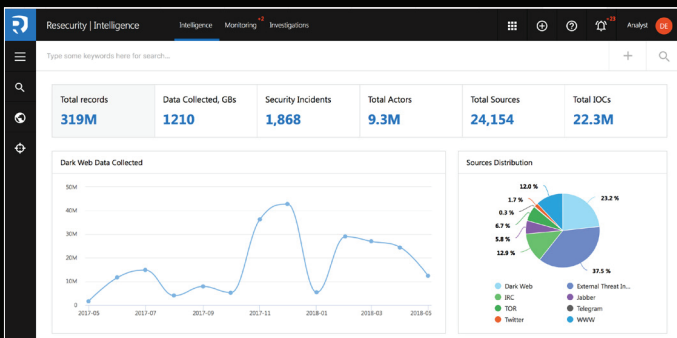 Resecurity | Intelligence
Intelligence Monitoring +2 Investigations
+23
Analyst DE
Type some keywords here for search...
Total records Data Collected, GBs Security Incidents Total Actors Total Sources Total IOCs
319M 1210 1,868 9.3M 24,154 22.3M
Dark Web Data Collected
50M
40M
30M
20M
10M
0
2017-05 2017-07 2017-09 2017-11 2018-01 2018-03 2018-05
Sources Distribution
12.0 %
1.7 %
0.3 %
6.7 %
5.8 %
12.9 %
23.2 %
37.5 %
Dark Web External Threat In...
IRC Jabber
TOR Telegram
Twitter WWW